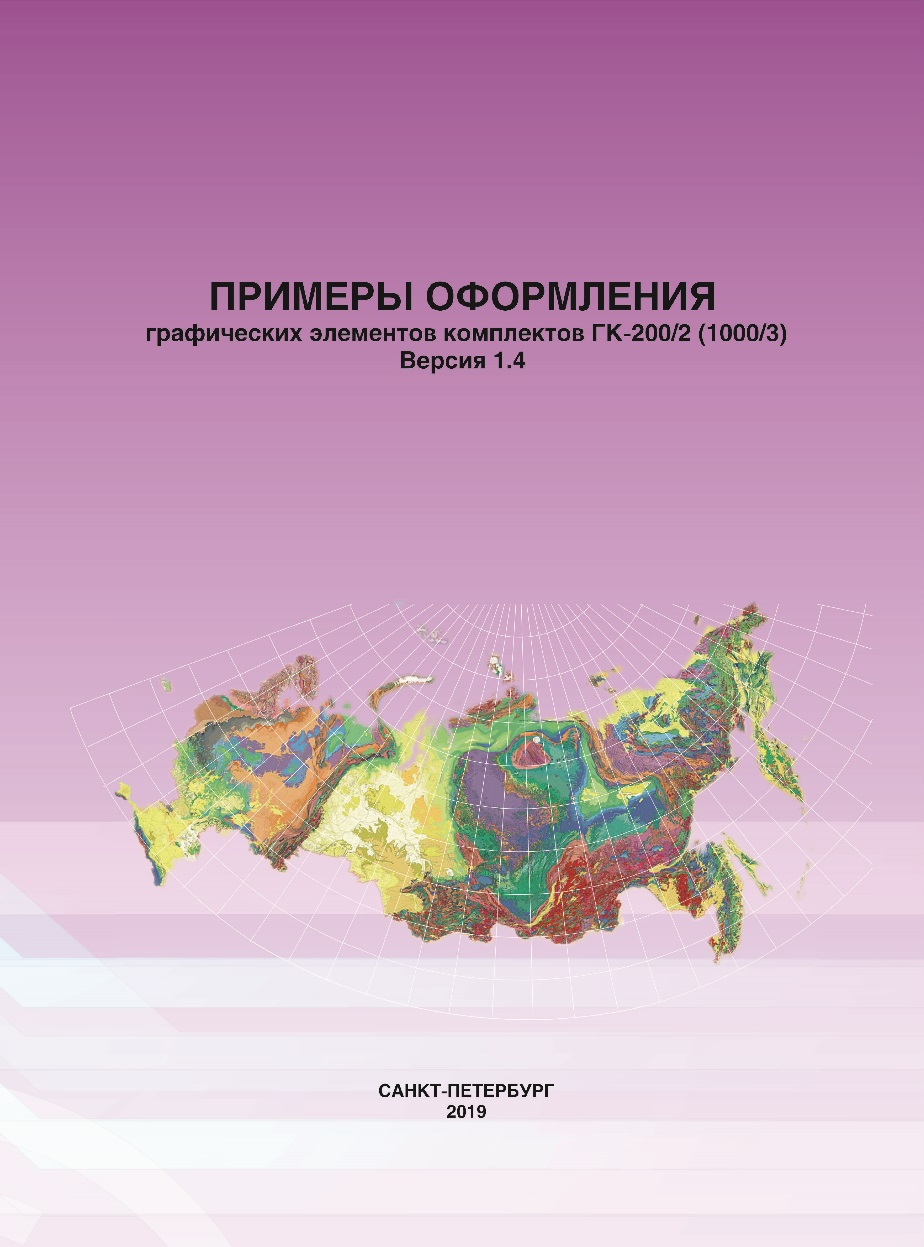 ПРИМЕРЫ ОФОРМЛЕНИЯ
графических элементов комплектов ГК-200/2 (1000/3)
Версия 1.4
САНКТ-ПЕТЕРБУРГ
2019